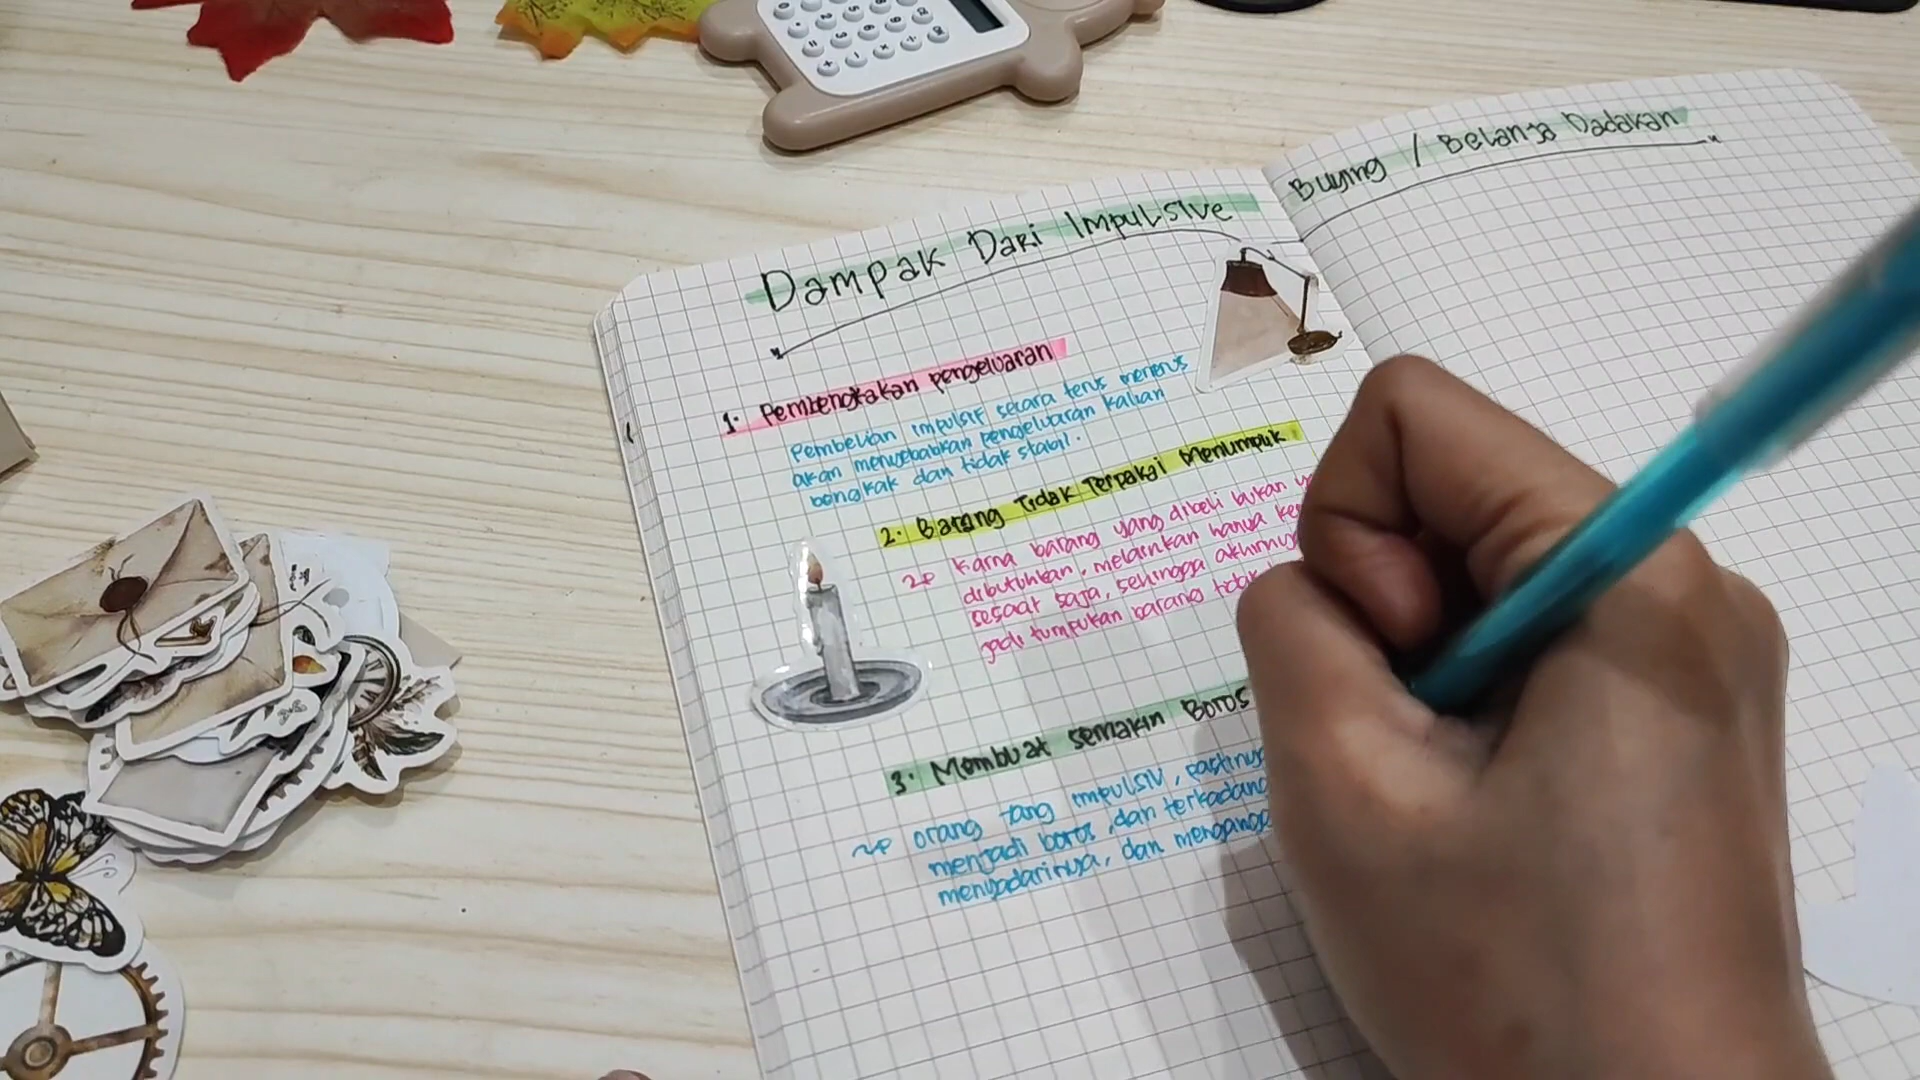 Dampak Dari Impulsive Buying / Belanja Dadakan
1. Pembengkakan pengeluaran
Pembelian impulsif secara terus menerus
akan menyebabkan pengeluaran kalian
bengkak dan tidak stabil.
2. Barang Tidak Terpakai Menumpuk
Karna barang yang dibeli bukan
dibutuhkan, melainkan hanya
sesaat saja, sehingga akhirnya
jadi tumpukan barang tidak
3. Membuat semakin Boros
orang yang impulsiv, pastinya
menjadi boros, dan terkadang
menyadarinya, dan